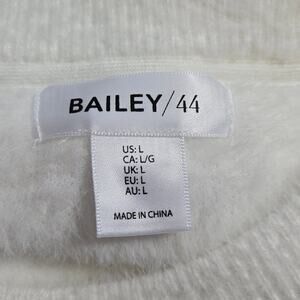 BAILEY/44
US: L
CA: L/G
UK: L
EU: L
AU: L
MADE IN CHINA